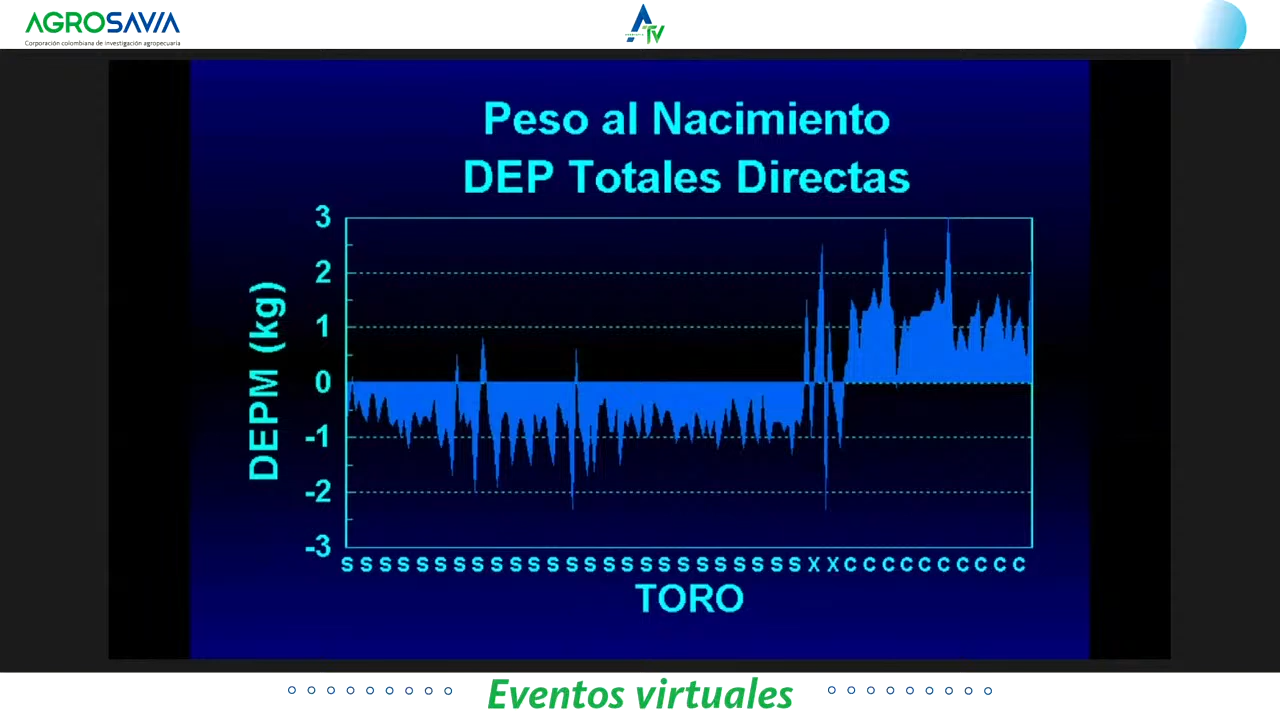 AGROSAVIA
Corporación colombiana de investigación agropecuaria
ATV
Peso al Nacimiento
DEP Totales Directas
DEPM (kg)
3
2
1
0
-1
-2
-3
S S S S S S S S S S S S S S S S S S S S S S S S S X X C C C C C C C C C C
TORO
Eventos virtuales